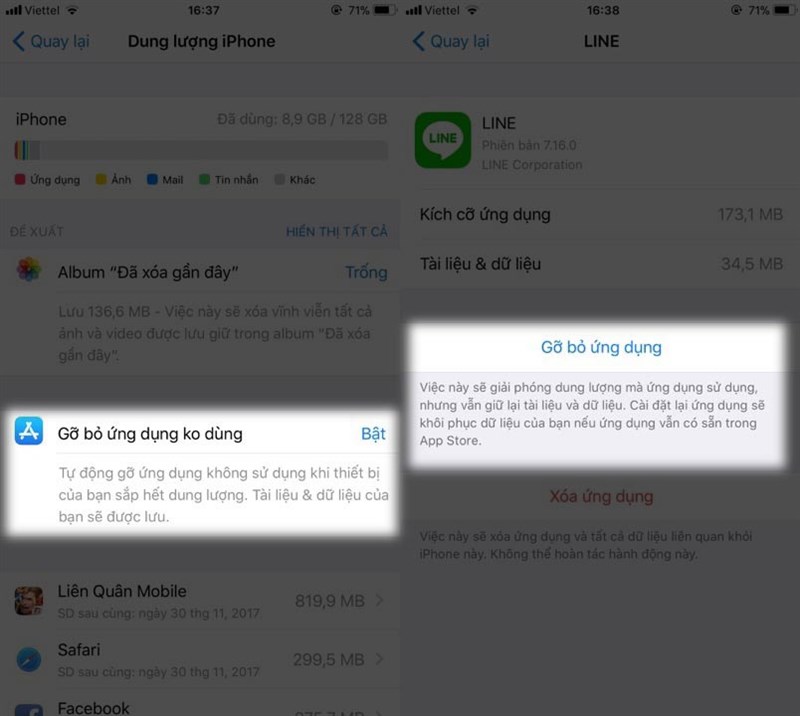 Viettel 16:37 71%
Quay lại Dung lượng iPhone
iPhone Đã dùng: 8,9 GB / 128 GB
Ứng dụng Ảnh Mail Tin nhắn Khác
ĐỀ XUẤT HIỂN THỊ TẤT CẢ
Album “Đã xóa gần đây” Trống
Lưu 136,6 MB - Việc này sẽ xóa vĩnh viễn tất cả
ảnh và video được lưu giữ trong album “Đã xóa
gần đây”.
Gỡ bỏ ứng dụng ko dùng Bật
Tự động gỡ ứng dụng không sử dụng khi thiết bị
của bạn sắp hết dung lượng. Tài liệu & dữ liệu của
bạn sẽ được lưu.
Liên Quân Mobile 819,9 MB
SD sau cùng: ngày 30 thg 11, 2017
Safari 299,5 MB
SD sau cùng: ngày 30 thg 11, 2017
Facebook
Viettel 16:38 71%
Quay lại LINE
LINE
LINE
Phiên bản 7.16.0
LINE Corporation
Kích cỡ ứng dụng 173,1 MB
Tài liệu & dữ liệu 34,5 MB
Gỡ bỏ ứng dụng
Việc này sẽ giải phóng dung lượng mà ứng dụng sử dụng,
nhưng vẫn giữ lại tài liệu và dữ liệu. Cài đặt lại ứng dụng sẽ
khôi phục dữ liệu của bạn nếu ứng dụng vẫn có sẵn trong
App Store.
Xóa ứng dụng
Việc này sẽ xóa ứng dụng và tất cả dữ liệu liên quan khỏi
iPhone này. Không thể hoàn tác hành động này.